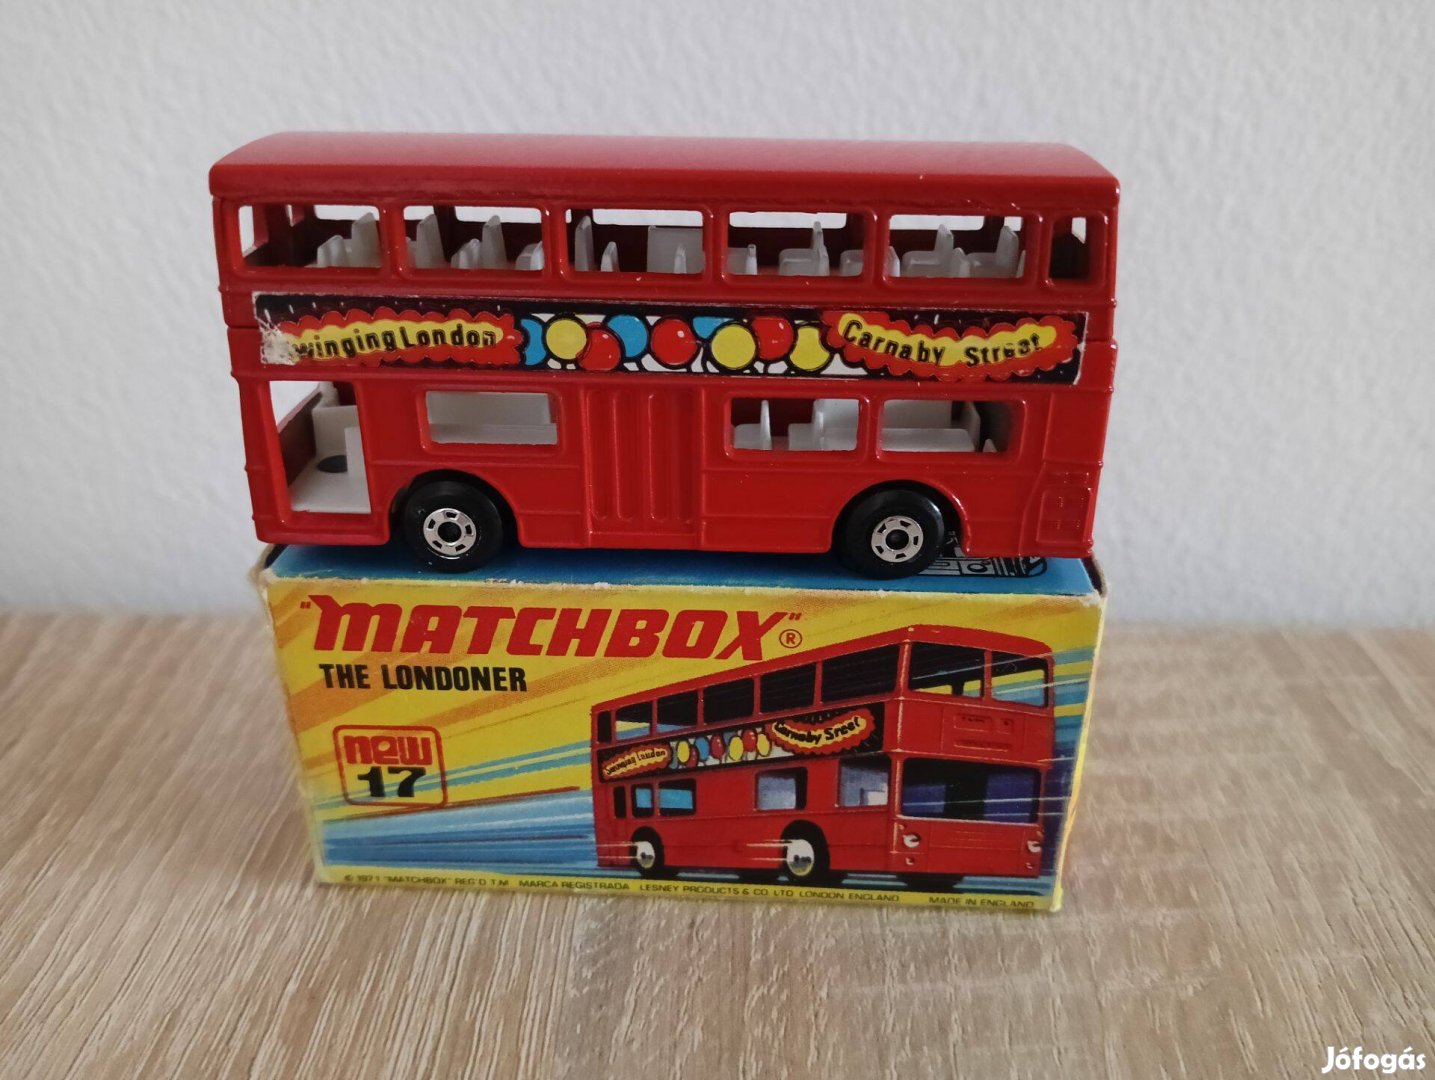 winging London
Carnaby Street
"MATCHBOX"®
THE LONDONER
new
17
Swinging London
Carnaby Sreet
© 1971 "MATCHBOX" REG'D T.M. MARCA REGISTRADA LESNEY PRODUCTS & CO. LTD. LONDON ENGLAND MADE IN ENGLAND
Jófogás